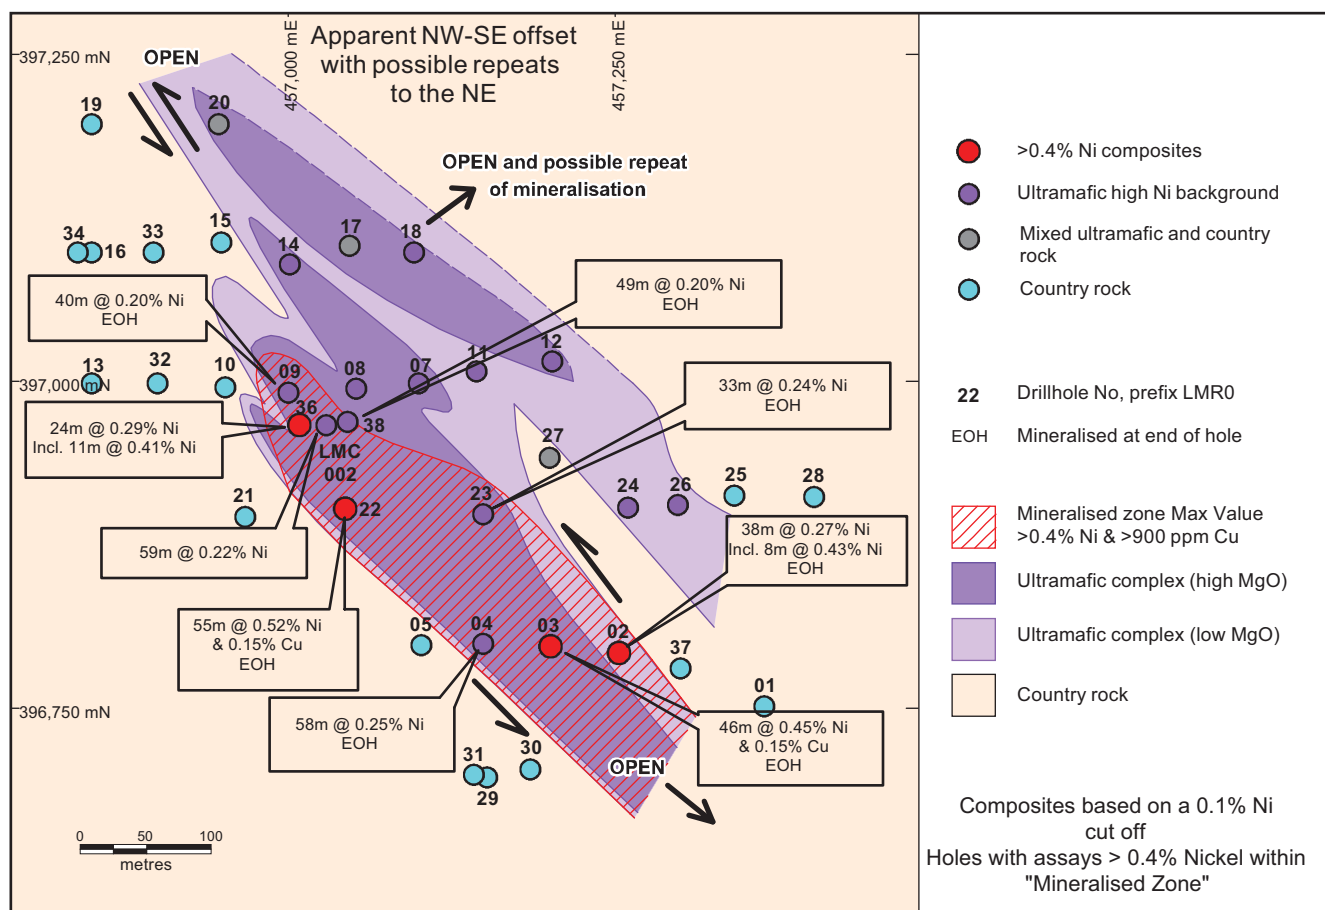 Apparent NW-SE offset
with possible repeats
to the NE
397,250 mN
457,000 mE
457,250 mE
OPEN
19
20
OPEN and possible repeat
of mineralisation
34
16
33
15
14
17
18
40m @ 0.20% Ni
EOH
49m @ 0.20% Ni
EOH
397,000 mN
13
32
10
09
08
07
11
12
33m @ 0.24% Ni
EOH
24m @ 0.29% Ni
Incl. 11m @ 0.41% Ni
36
38
LMC
002
27
21
22
23
24
26
25
28
59m @ 0.22% Ni
38m @ 0.27% Ni
Incl. 8m @ 0.43% Ni
EOH
55m @ 0.52% Ni
& 0.15% Cu
EOH
05
04
03
02
37
01
396,750 mN
58m @ 0.25% Ni
EOH
46m @ 0.45% Ni
& 0.15% Cu
EOH
31
29
30
OPEN
0 50 100
metres
>0.4% Ni composites
Ultramafic high Ni background
Mixed ultramafic and country
rock
Country rock
22 Drillhole No, prefix LMR0
EOH Mineralised at end of hole
Mineralised zone Max Value
>0.4% Ni & >900 ppm Cu
Ultramafic complex (high MgO)
Ultramafic complex (low MgO)
Country rock
Composites based on a 0.1% Ni
cut off
Holes with assays > 0.4% Nickel within
"Mineralised Zone"